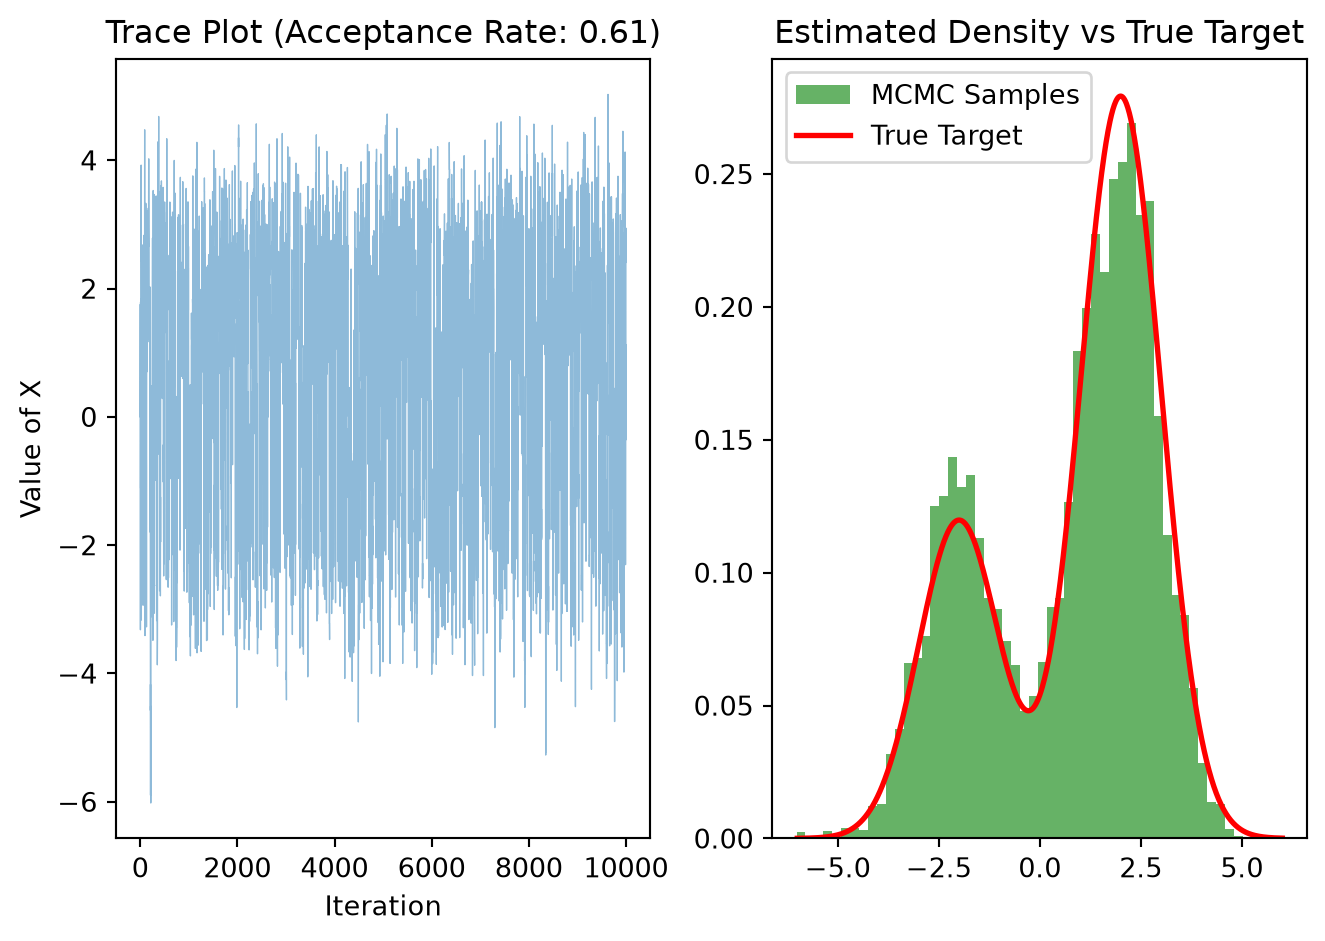 Trace Plot (Acceptance Rate: 0.61)
Value of X
4
2
0
−2
−4
−6
0 2000 4000 6000 8000 10000
Iteration
Estimated Density vs True Target
MCMC Samples
True Target
0.25
0.20
0.15
0.10
0.05
0.00
−5.0 −2.5 0.0 2.5 5.0